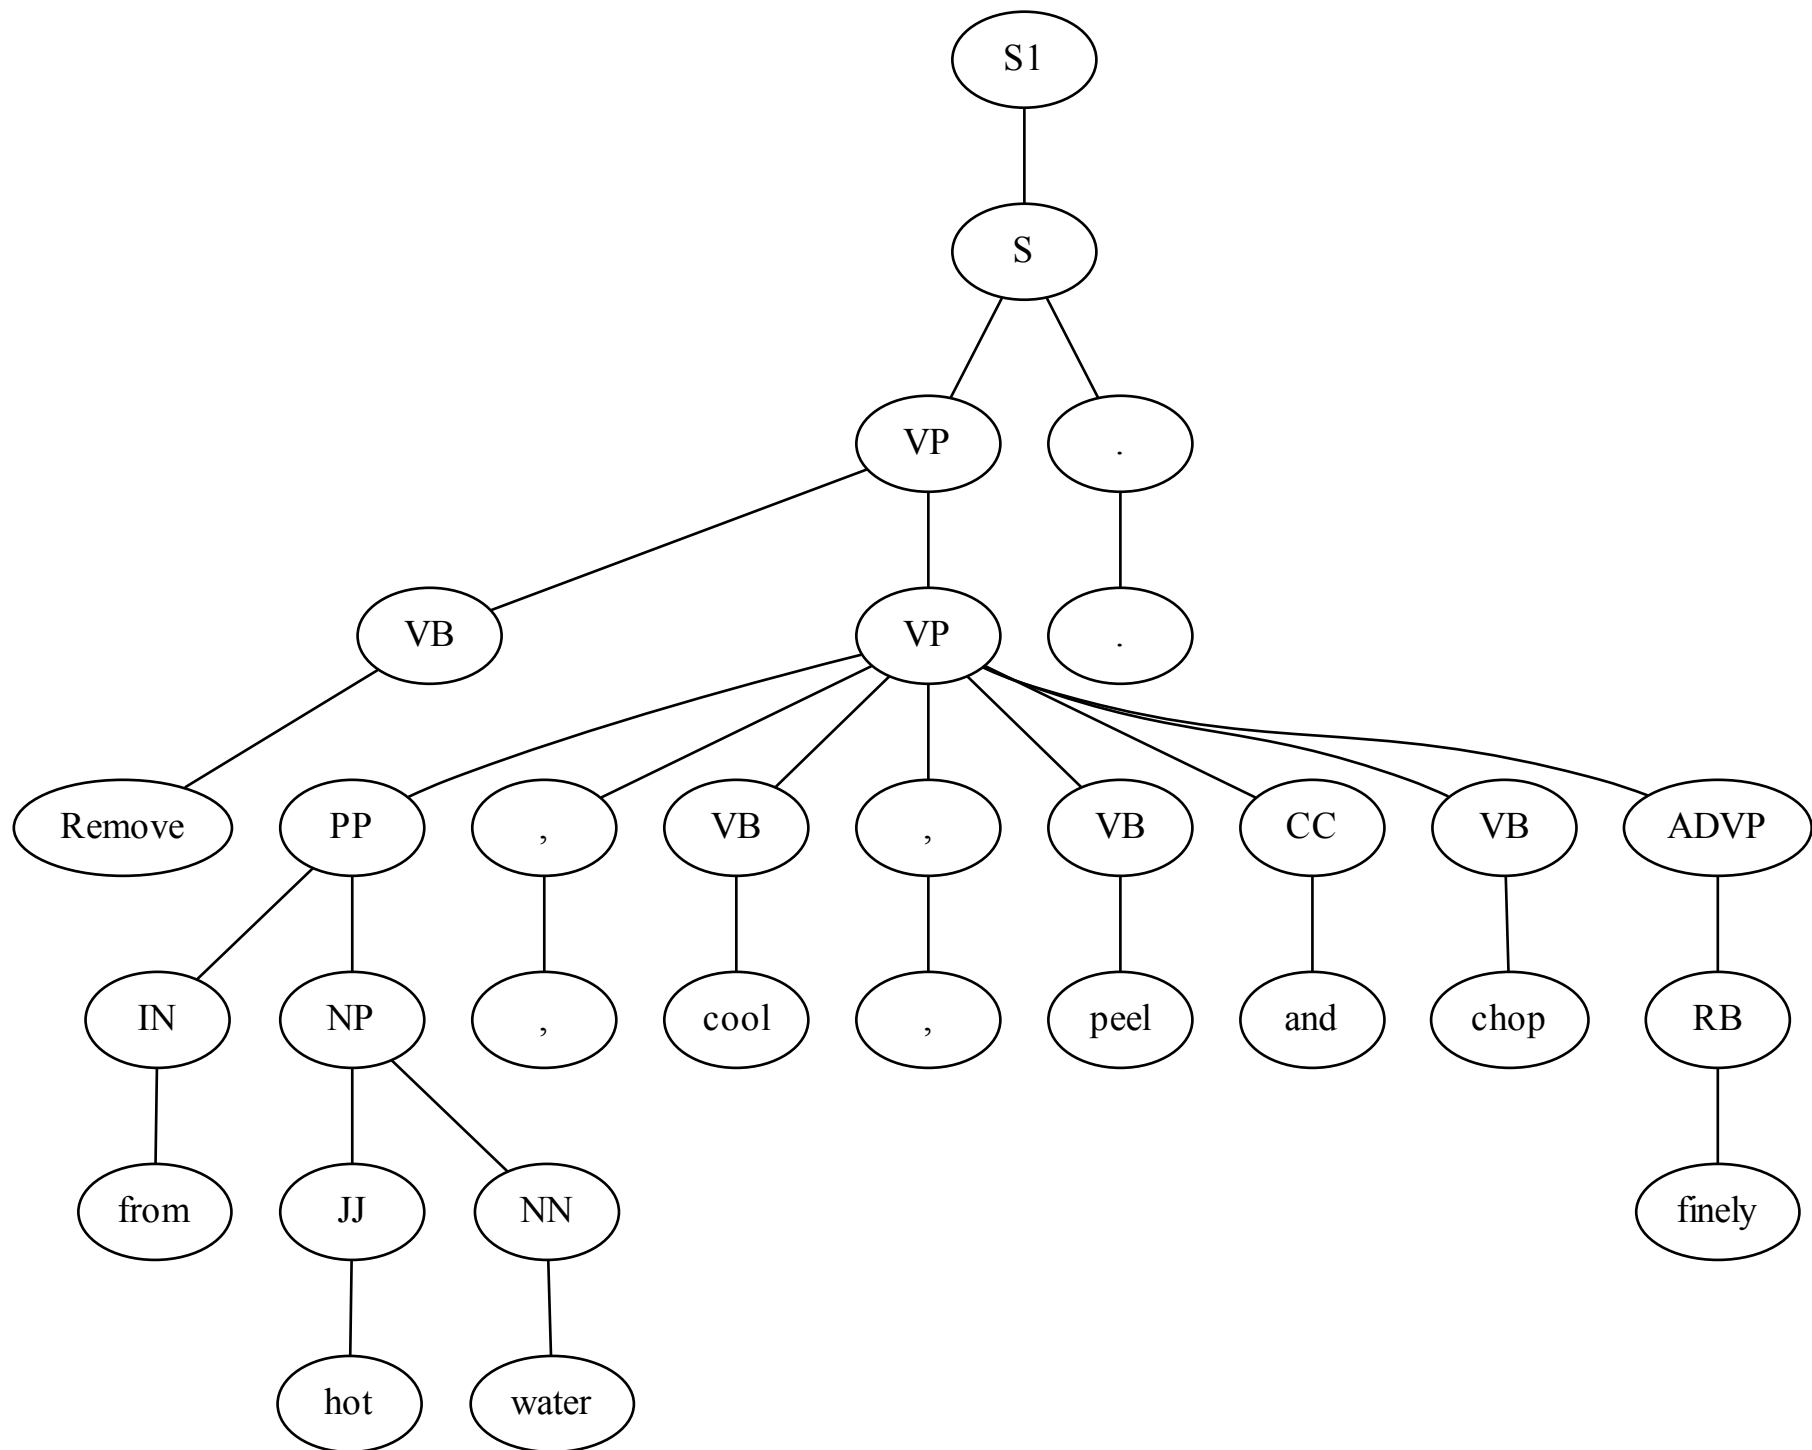 S1
S
VP .
VB VP .
Remove PP , VB , VB CC VB ADVP
IN NP , cool , peel and chop RB
from JJ NN finely
hot water